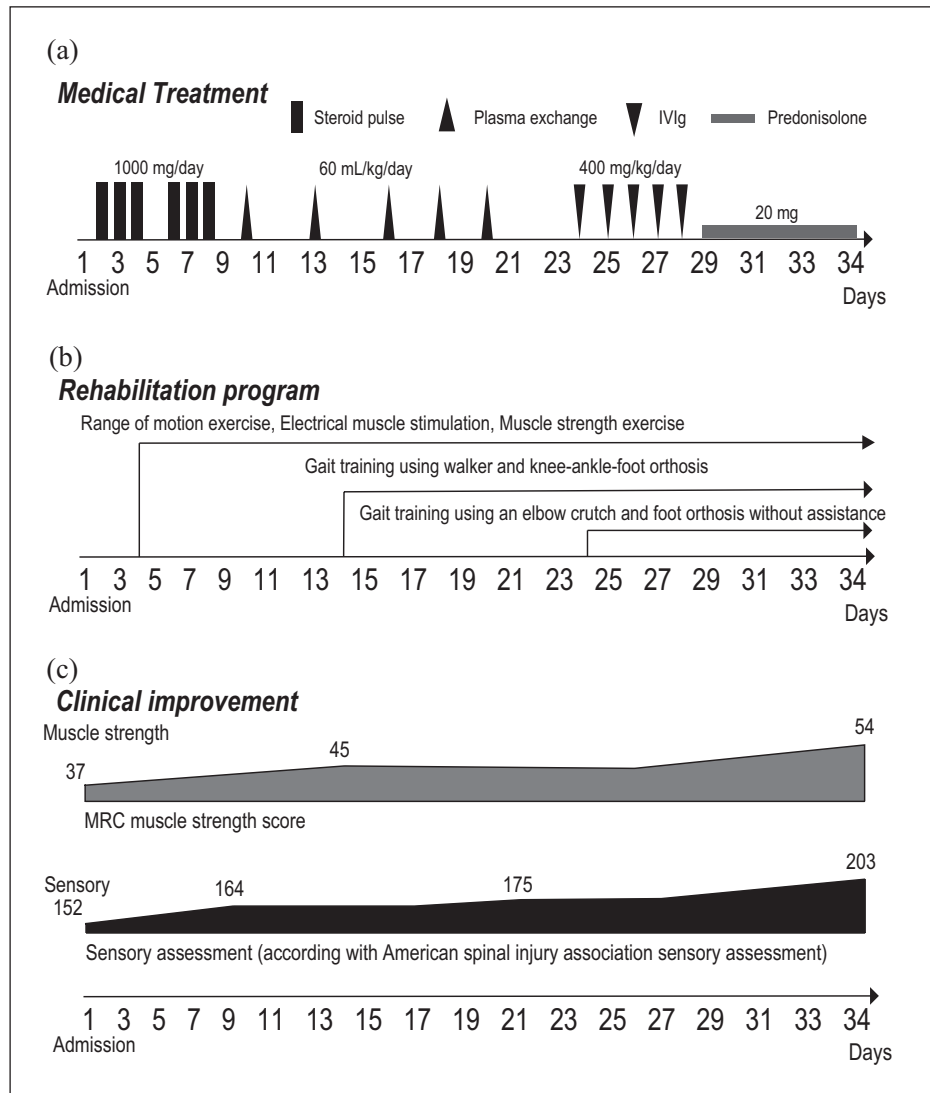 (a)
Medical Treatment
Steroid pulse Plasma exchange IVIg Predonisolone
1000 mg/day 60 mL/kg/day 400 mg/kg/day
20 mg
1 3 5 7 9 11 13 15 17 19 21 23 25 27 29 31 33 34
Admission
Days
(b)
Rehabilitation program
Range of motion exercise, Electrical muscle stimulation, Muscle strength exercise
Gait training using walker and knee-ankle-foot orthosis
Gait training using an elbow crutch and foot orthosis without assistance
1 3 5 7 9 11 13 15 17 19 21 23 25 27 29 31 33 34
Admission
Days
(c)
Clinical improvement
Muscle strength
37 45 54
MRC muscle strength score
Sensory
152 164 175 203
Sensory assessment (according with American spinal injury association sensory assessment)
1 3 5 7 9 11 13 15 17 19 21 23 25 27 29 31 33 34
Admission
Days